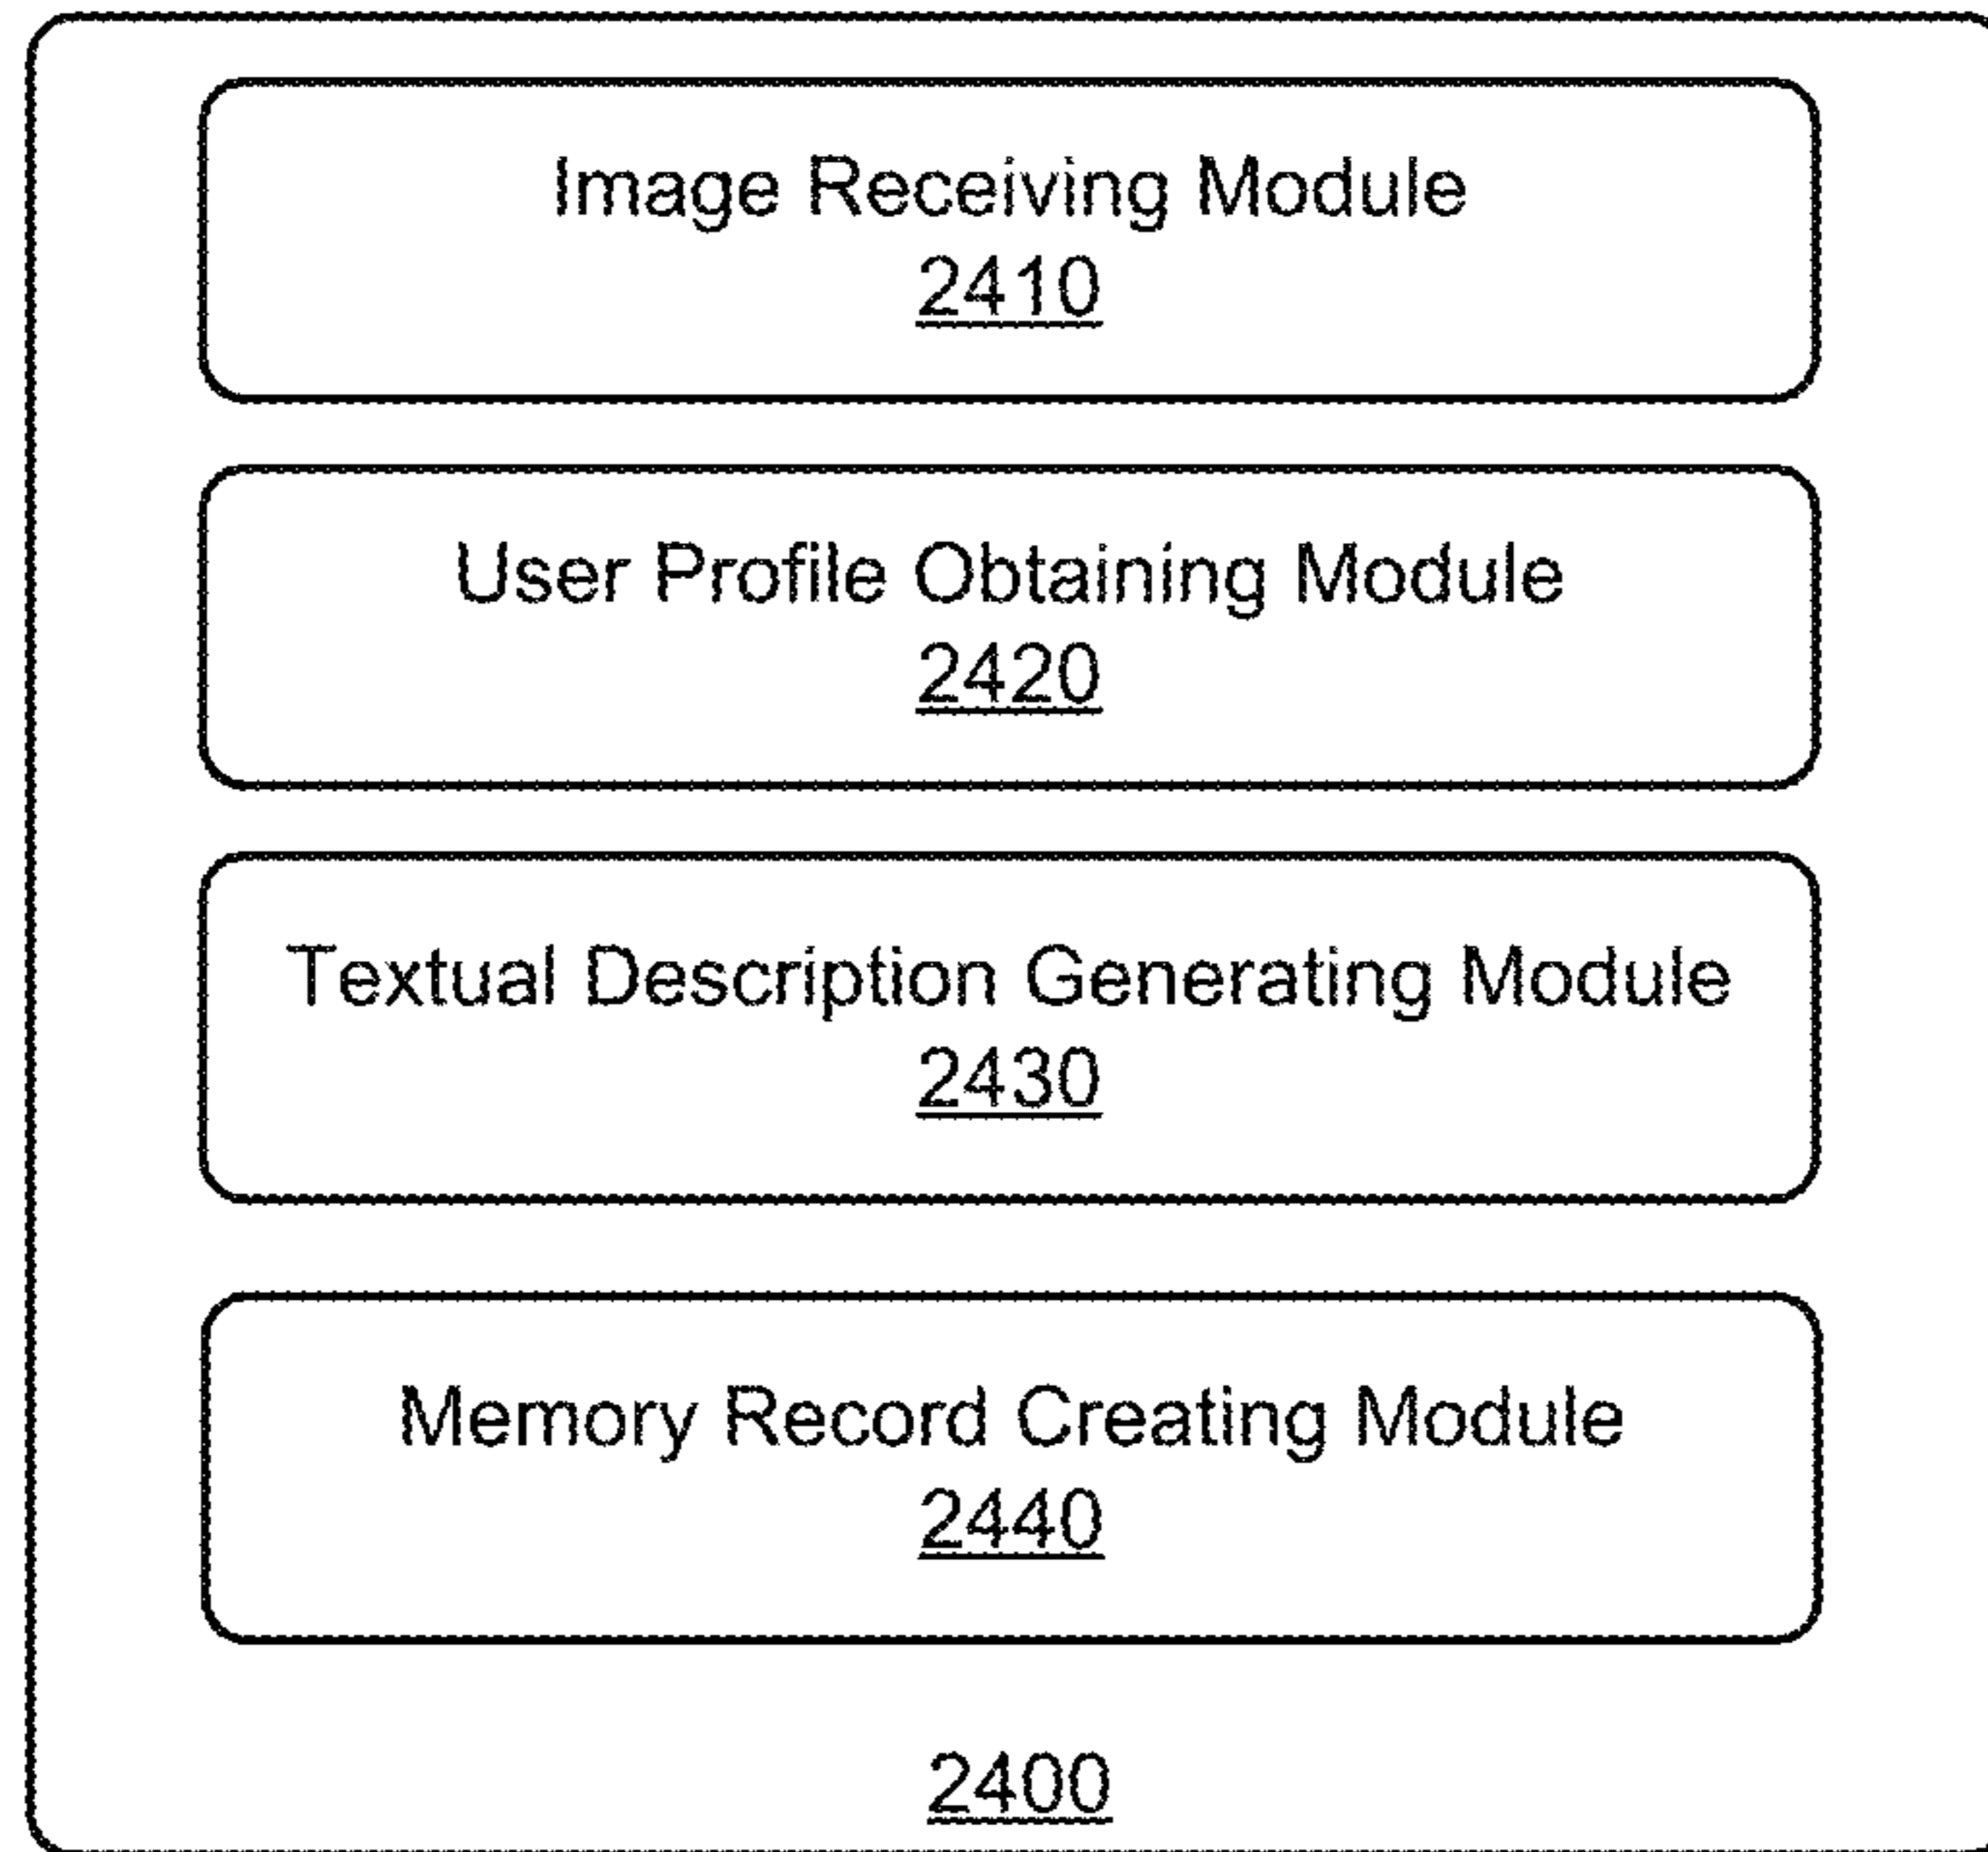 Image Receiving Module
2410
User Profile Obtaining Module
2420
Textual Description Generating Module
2430
Memory Record Creating Module
2440
2400